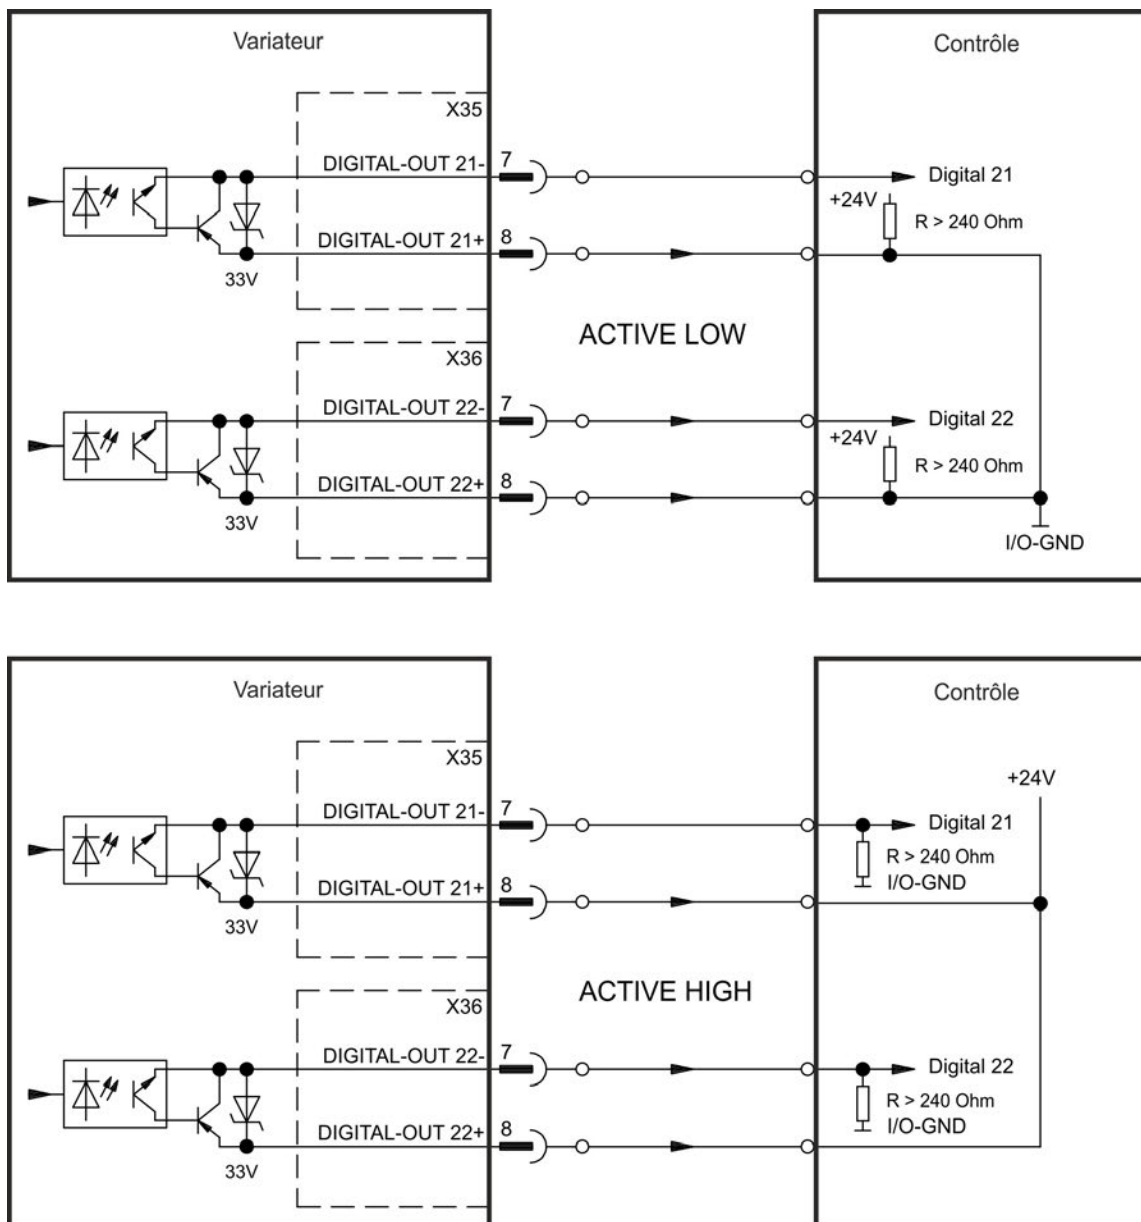 Variateur
Contrôle
X35
DIGITAL-OUT 21-
7
Digital 21
+24V
R > 240 Ohm
DIGITAL-OUT 21+
8
33V
ACTIVE LOW
X36
DIGITAL-OUT 22-
7
Digital 22
+24V
R > 240 Ohm
DIGITAL-OUT 22+
8
33V
I/O-GND
Variateur
Contrôle
X35
+24V
DIGITAL-OUT 21-
7
Digital 21
R > 240 Ohm
I/O-GND
DIGITAL-OUT 21+
8
33V
ACTIVE HIGH
X36
DIGITAL-OUT 22-
7
Digital 22
R > 240 Ohm
I/O-GND
DIGITAL-OUT 22+
8
33V